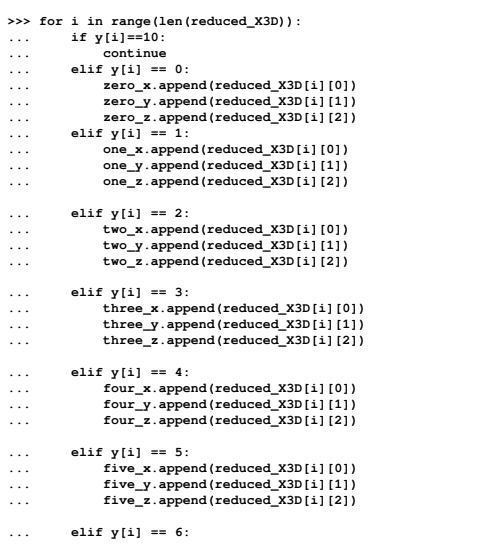 >>> for i in range(len(reduced_X3D)):
...     if y[i]==10:
...         continue
...     elif y[i] == 0:
...         zero_x.append(reduced_X3D[i][0])
...         zero_y.append(reduced_X3D[i][1])
...         zero_z.append(reduced_X3D[i][2])
...     elif y[i] == 1:
...         one_x.append(reduced_X3D[i][0])
...         one_y.append(reduced_X3D[i][1])
...         one_z.append(reduced_X3D[i][2])

...     elif y[i] == 2:
...         two_x.append(reduced_X3D[i][0])
...         two_y.append(reduced_X3D[i][1])
...         two_z.append(reduced_X3D[i][2])

...     elif y[i] == 3:
...         three_x.append(reduced_X3D[i][0])
...         three_y.append(reduced_X3D[i][1])
...         three_z.append(reduced_X3D[i][2])

...     elif y[i] == 4:
...         four_x.append(reduced_X3D[i][0])
...         four_y.append(reduced_X3D[i][1])
...         four_z.append(reduced_X3D[i][2])

...     elif y[i] == 5:
...         five_x.append(reduced_X3D[i][0])
...         five_y.append(reduced_X3D[i][1])
...         five_z.append(reduced_X3D[i][2])

...     elif y[i] == 6: